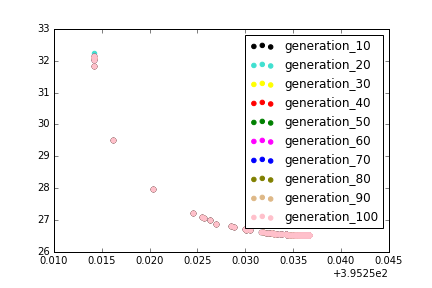 33
32
31
30
29
28
27
26
0.010 0.015 0.020 0.025 0.030 0.035 0.040 0.045
+3.9525e2
generation_10
generation_20
generation_30
generation_40
generation_50
generation_60
generation_70
generation_80
generation_90
generation_100